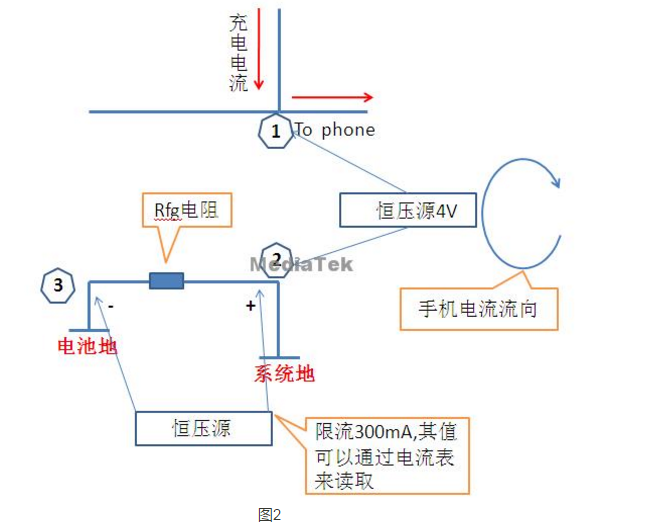 充
电
电
流
1
To phone
Rfg电阻
恒压源4V
2
MediaTek
3
-
+
手机电流流向
电池地
系统地
恒压源
限流300mA,其值
可以通过电流表
来读取
图2